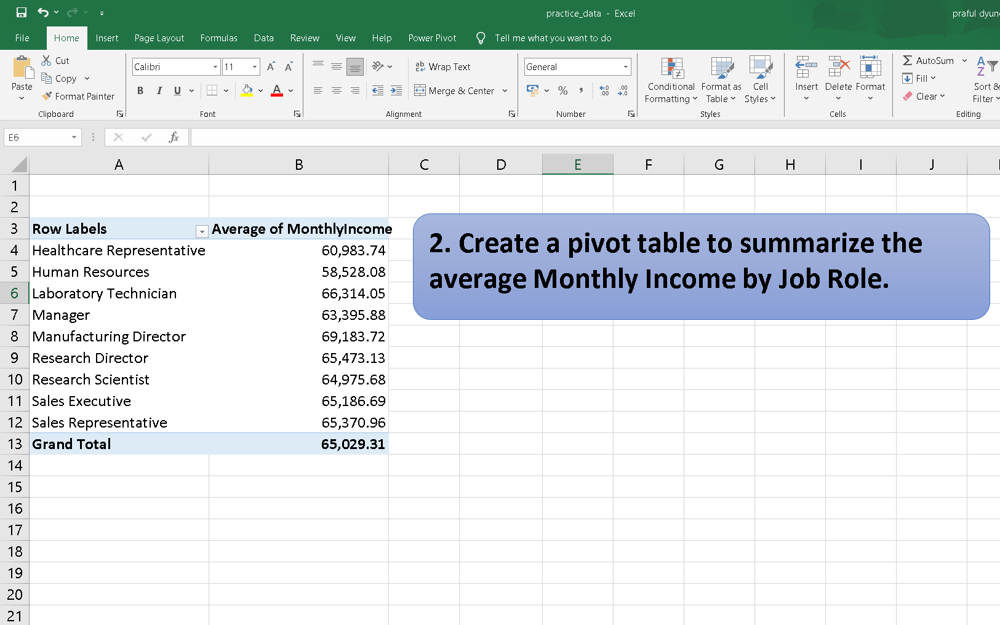 practice_data - Excel
File Home Insert Page Layout Formulas Data Review View Help Power Pivot Tell me what you want to do
Paste
Cut
Copy
Format Painter
Clipboard
Calibri 11 A A
B I U A
Font
ab Wrap Text
Merge & Center
Alignment
General
% ,
Number
Conditional Formatting
Format as Table
Cell Styles
Styles
Insert Delete Format
Cells
AutoSum
Fill
Clear
Sort &
Filter
Editing
E6 fx
A B C D E F G H I J
1
2
3 Row Labels Average of MonthlyIncome
4 Healthcare Representative 60,983.74
5 Human Resources 58,528.08
6 Laboratory Technician 66,314.05
7 Manager 63,395.88
8 Manufacturing Director 69,183.72
9 Research Director 65,473.13
10 Research Scientist 64,975.68
11 Sales Executive 65,186.69
12 Sales Representative 65,370.96
13 Grand Total 65,029.31
14
15
16
17
18
19
20
21
2. Create a pivot table to summarize the
average Monthly Income by Job Role.